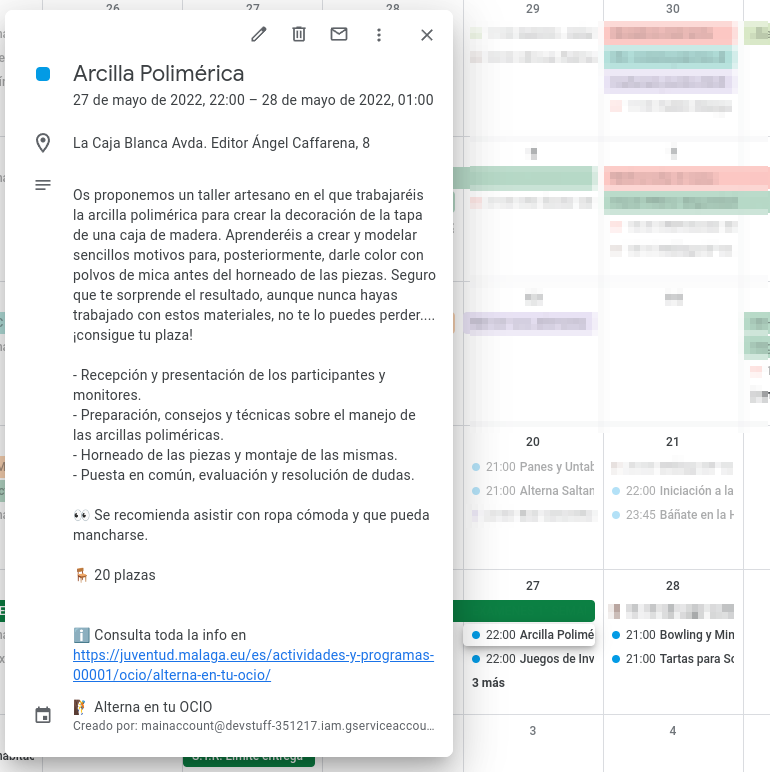 26
27
28
29
30
Arcilla Polimérica
27 de mayo de 2022, 22:00 – 28 de mayo de 2022, 01:00
La Caja Blanca Avda. Editor Ángel Caffarena, 8
Os proponemos un taller artesano en el que trabajaréis
la arcilla polimérica para crear la decoración de la tapa
de una caja de madera. Aprenderéis a crear y modelar
sencillos motivos para, posteriormente, darle color con
polvos de mica antes del horneado de las piezas. Seguro
que te sorprende el resultado, aunque nunca hayas
trabajado con estos materiales, no te lo puedes perder....
¡consigue tu plaza!
- Recepción y presentación de los participantes y
monitores.
- Preparación, consejos y técnicas sobre el manejo de
las arcillas poliméricas.
- Horneado de las piezas y montaje de las mismas.
- Puesta en común, evaluación y resolución de dudas.
👀 Se recomienda asistir con ropa cómoda y que pueda
mancharse.
🪑 20 plazas
ℹ️ Consulta toda la info en
https://juventud.malaga.eu/es/actividades-y-programas-
00001/ocio/alterna-en-tu-ocio/
🧗 Alterna en tu OCIO
Creado por: mainaccount@devstuff-351217.iam.gserviceaccou…
20
21:00 Panes y Untab
21:00 Alterna Saltan
21
22:00 Iniciación a la
23:45 Báñate en la H
27
22:00 Arcilla Polimé
22:00 Juegos de Inv
3 más
28
21:00 Bowling y Min
21:00 Tartas para So
3
4